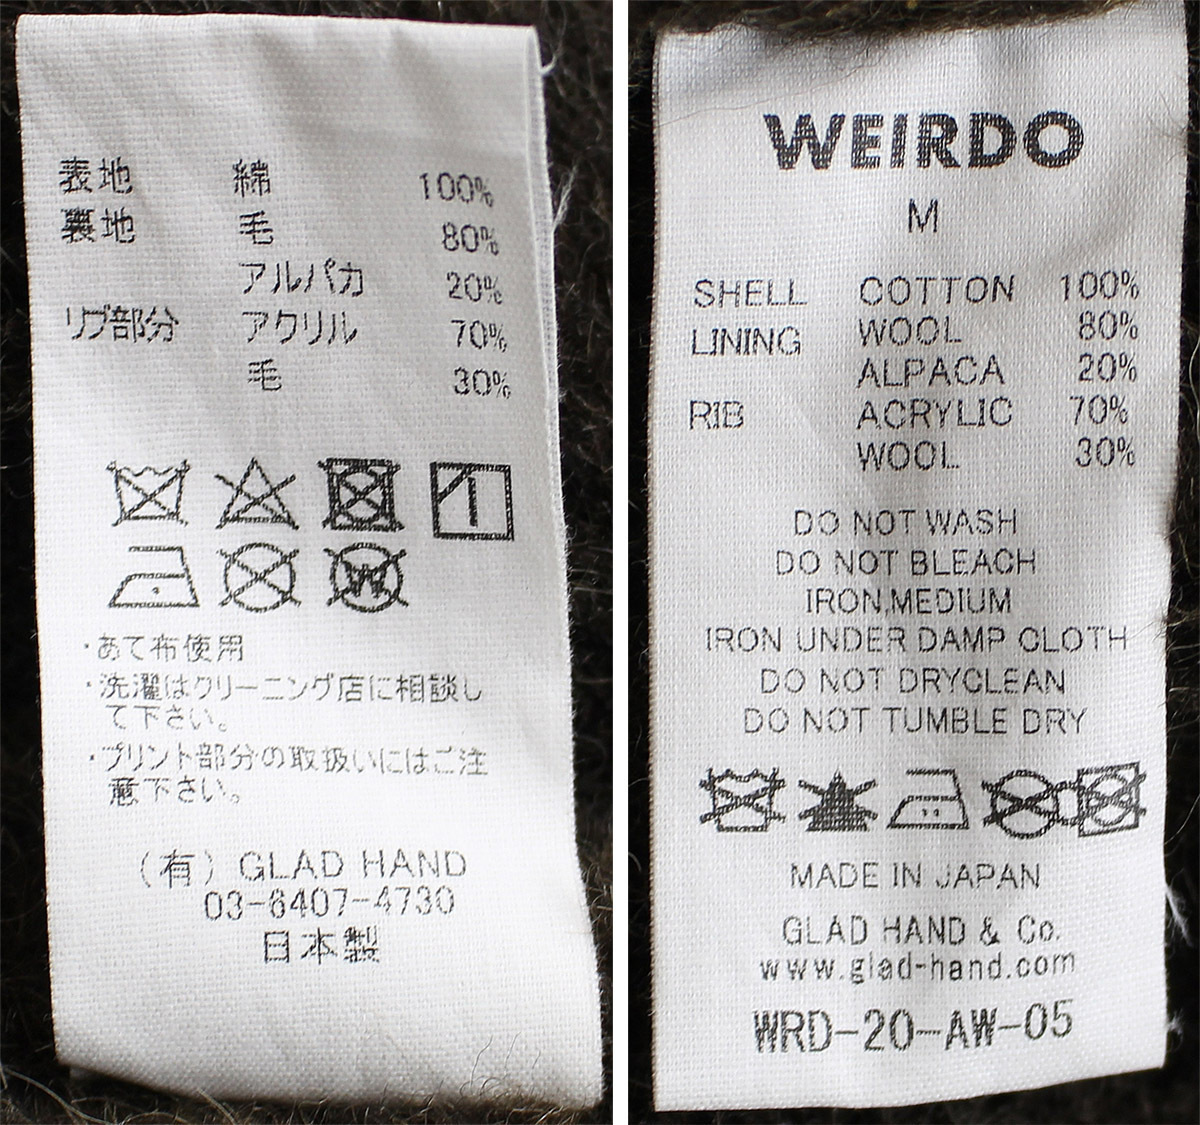 表地 綿 100%
裏地 毛 80%
アルパカ 20%
リブ部分 アクリル 70%
毛 30%
W
・あて布使用
・洗濯はクリーニング店に相談し
て下さい。
・プリント部分の取扱いにはご注
意下さい。
(有) GLAD HAND
03-6407-4730
日本製
WEIRDO
M
SHELL COTTON 100%
LINING WOOL 80%
ALPACA 20%
RIB ACRYLIC 70%
WOOL 30%
DO NOT WASH
DO NOT BLEACH
IRON,MEDIUM
IRON UNDER DAMP CLOTH
DO NOT DRYCLEAN
DO NOT TUMBLE DRY
MADE IN JAPAN
GLAD HAND & Co.
www.glad-hand.com
WRD-20-AW-05